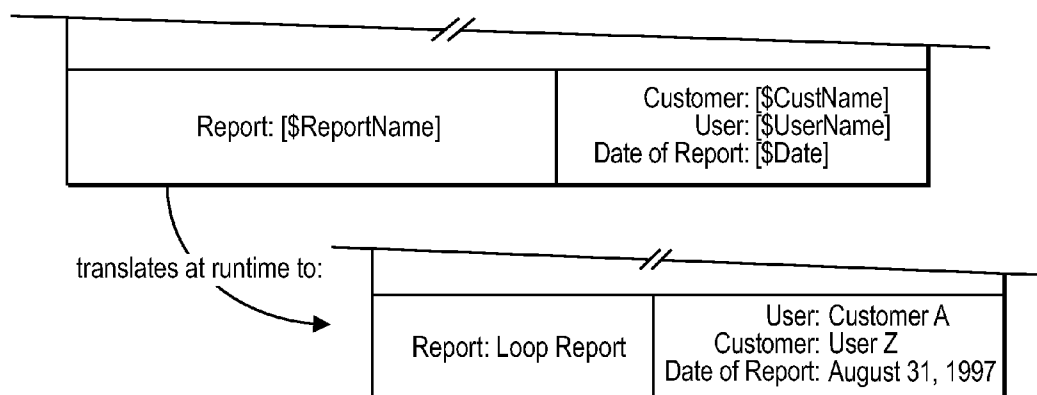 Report: [$ReportName]
Customer: [$CustName]
User: [$UserName]
Date of Report: [$Date]
translates at runtime to:
Report: Loop Report
User: Customer A
Customer: User Z
Date of Report: August 31, 1997